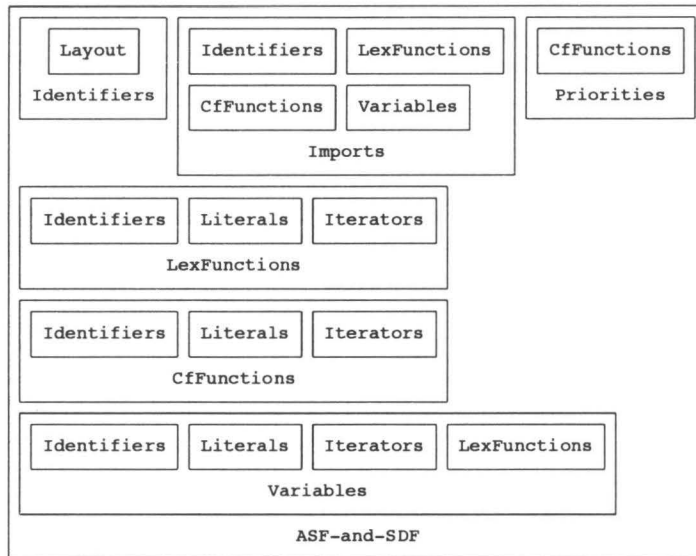 Layout
Identifiers
Identifiers LexFunctions
CfFunctions Variables
Imports
CfFunctions
Priorities
Identifiers Literals Iterators
LexFunctions
Identifiers Literals Iterators
CfFunctions
Identifiers Literals Iterators LexFunctions
Variables
ASF-and-SDF